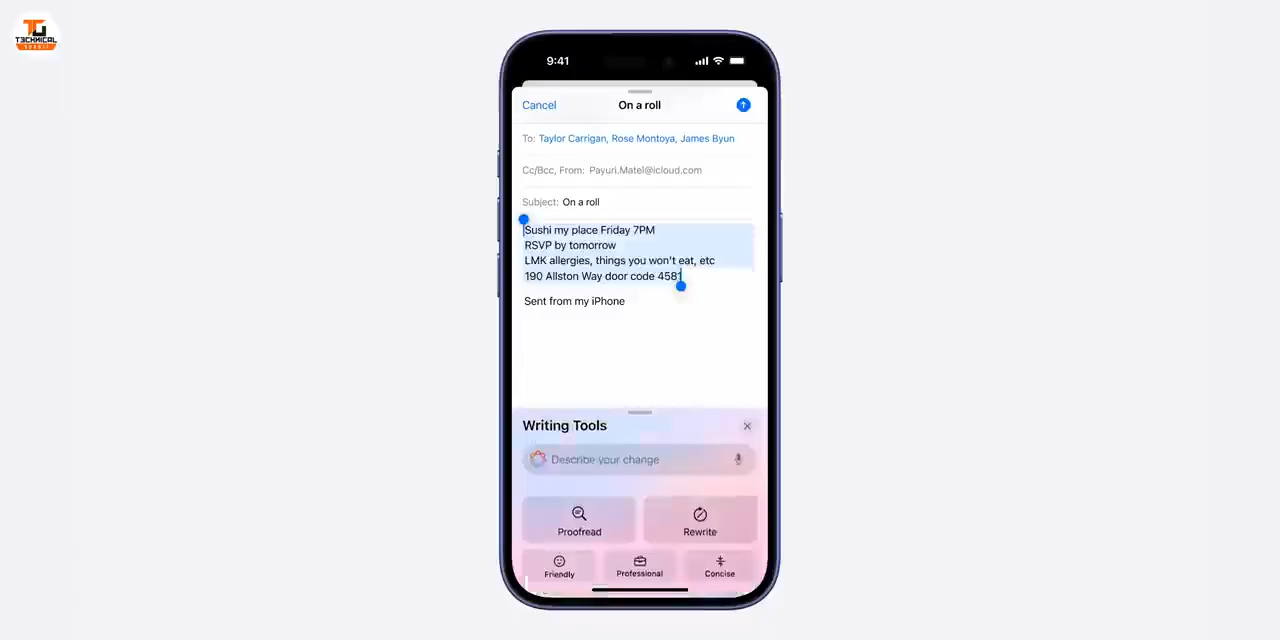 TECHNICAL
9:41
Cancel
On a roll
To: Taylor Carrigan, Rose Montoya, James Byun
Cc/Bcc, From: Payuri.Matel@icloud.com
Subject: On a roll
Sushi my place Friday 7PM
RSVP by tomorrow
LMK allergies, things you won't eat, etc
190 Allston Way door code 4581
Sent from my iPhone
Writing Tools
Describe your change
Proofread
Rewrite
Friendly
Professional
Concise